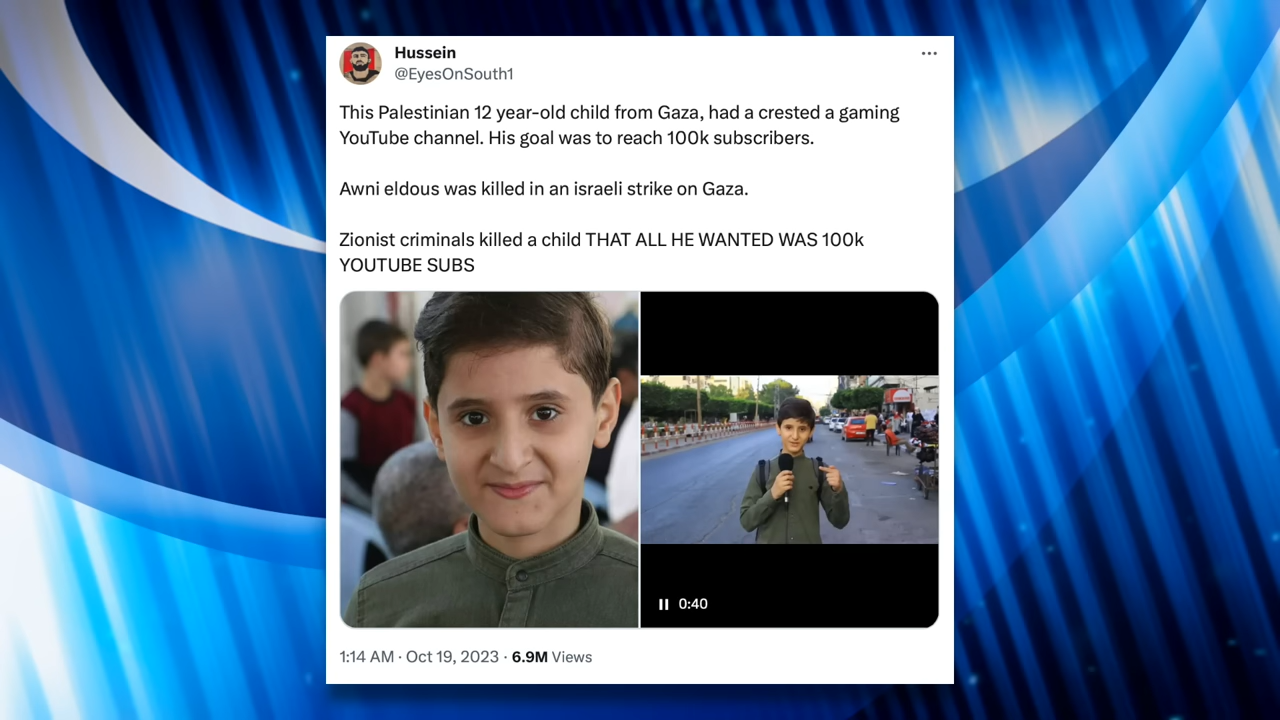 Hussein
@EyesOnSouth1
This Palestinian 12 year-old child from Gaza, had a crested a gaming
YouTube channel. His goal was to reach 100k subscribers.
Awni eldous was killed in an israeli strike on Gaza.
Zionist criminals killed a child THAT ALL HE WANTED WAS 100k
YOUTUBE SUBS
0:40
1:14 AM · Oct 19, 2023 · 6.9M Views